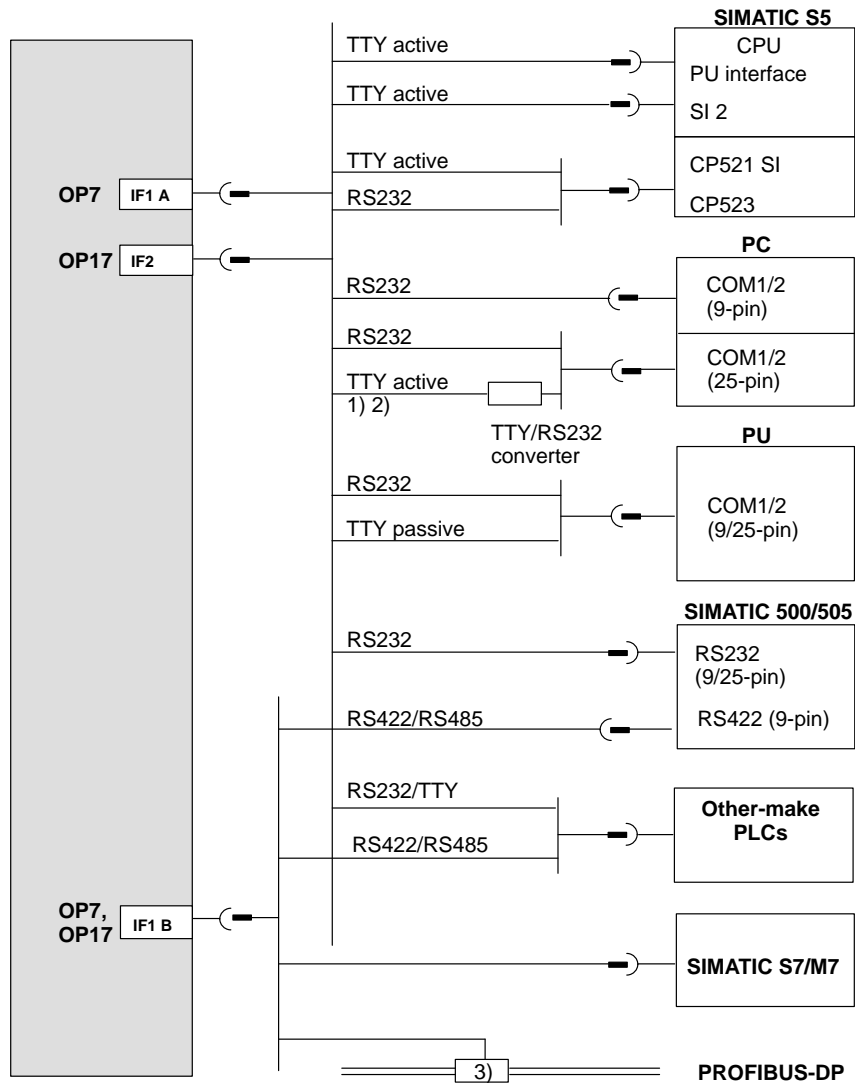 SIMATIC S5
TTY active
CPU
PU interface
TTY active
SI 2
TTY active
CP521 SI
OP7
IF1 A
RS232
CP523
PC
OP17
IF2
RS232
COM1/2
(9-pin)
RS232
COM1/2
(25-pin)
TTY active
1) 2)
TTY/RS232
converter
PU
RS232
COM1/2
(9/25-pin)
TTY passive
SIMATIC 500/505
RS232
RS232
(9/25-pin)
RS422/RS485
RS422 (9-pin)
RS232/TTY
Other-make
PLCs
RS422/RS485
OP7,
OP17
IF1 B
SIMATIC S7/M7
3)
PROFIBUS-DP